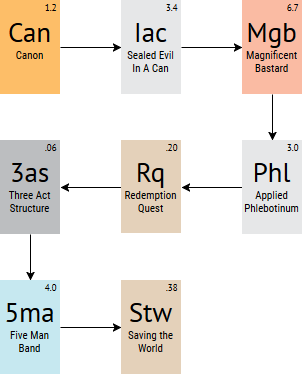 1.2
Can
Canon
3.4
Iac
Sealed Evil
In A Can
6.7
Mgb
Magnificent
Bastard
3.0
Phl
Applied
Phlebotinum
.20
Rq
Redemption
Quest
.06
3as
Three Act
Structure
4.0
5ma
Five Man
Band
.38
Stw
Saving the
World